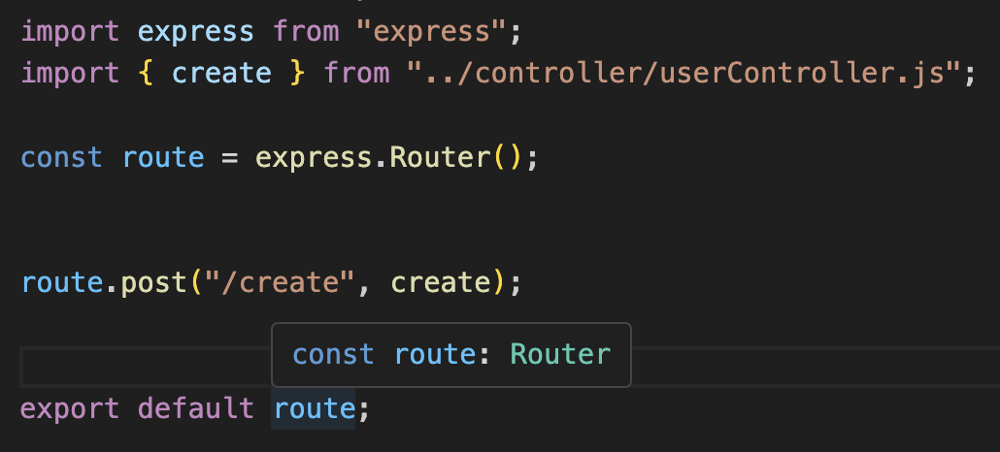 import express from "express";
import { create } from "../controller/userController.js";
const route = express.Router();
route.post("/create", create);
const route: Router
export default route;